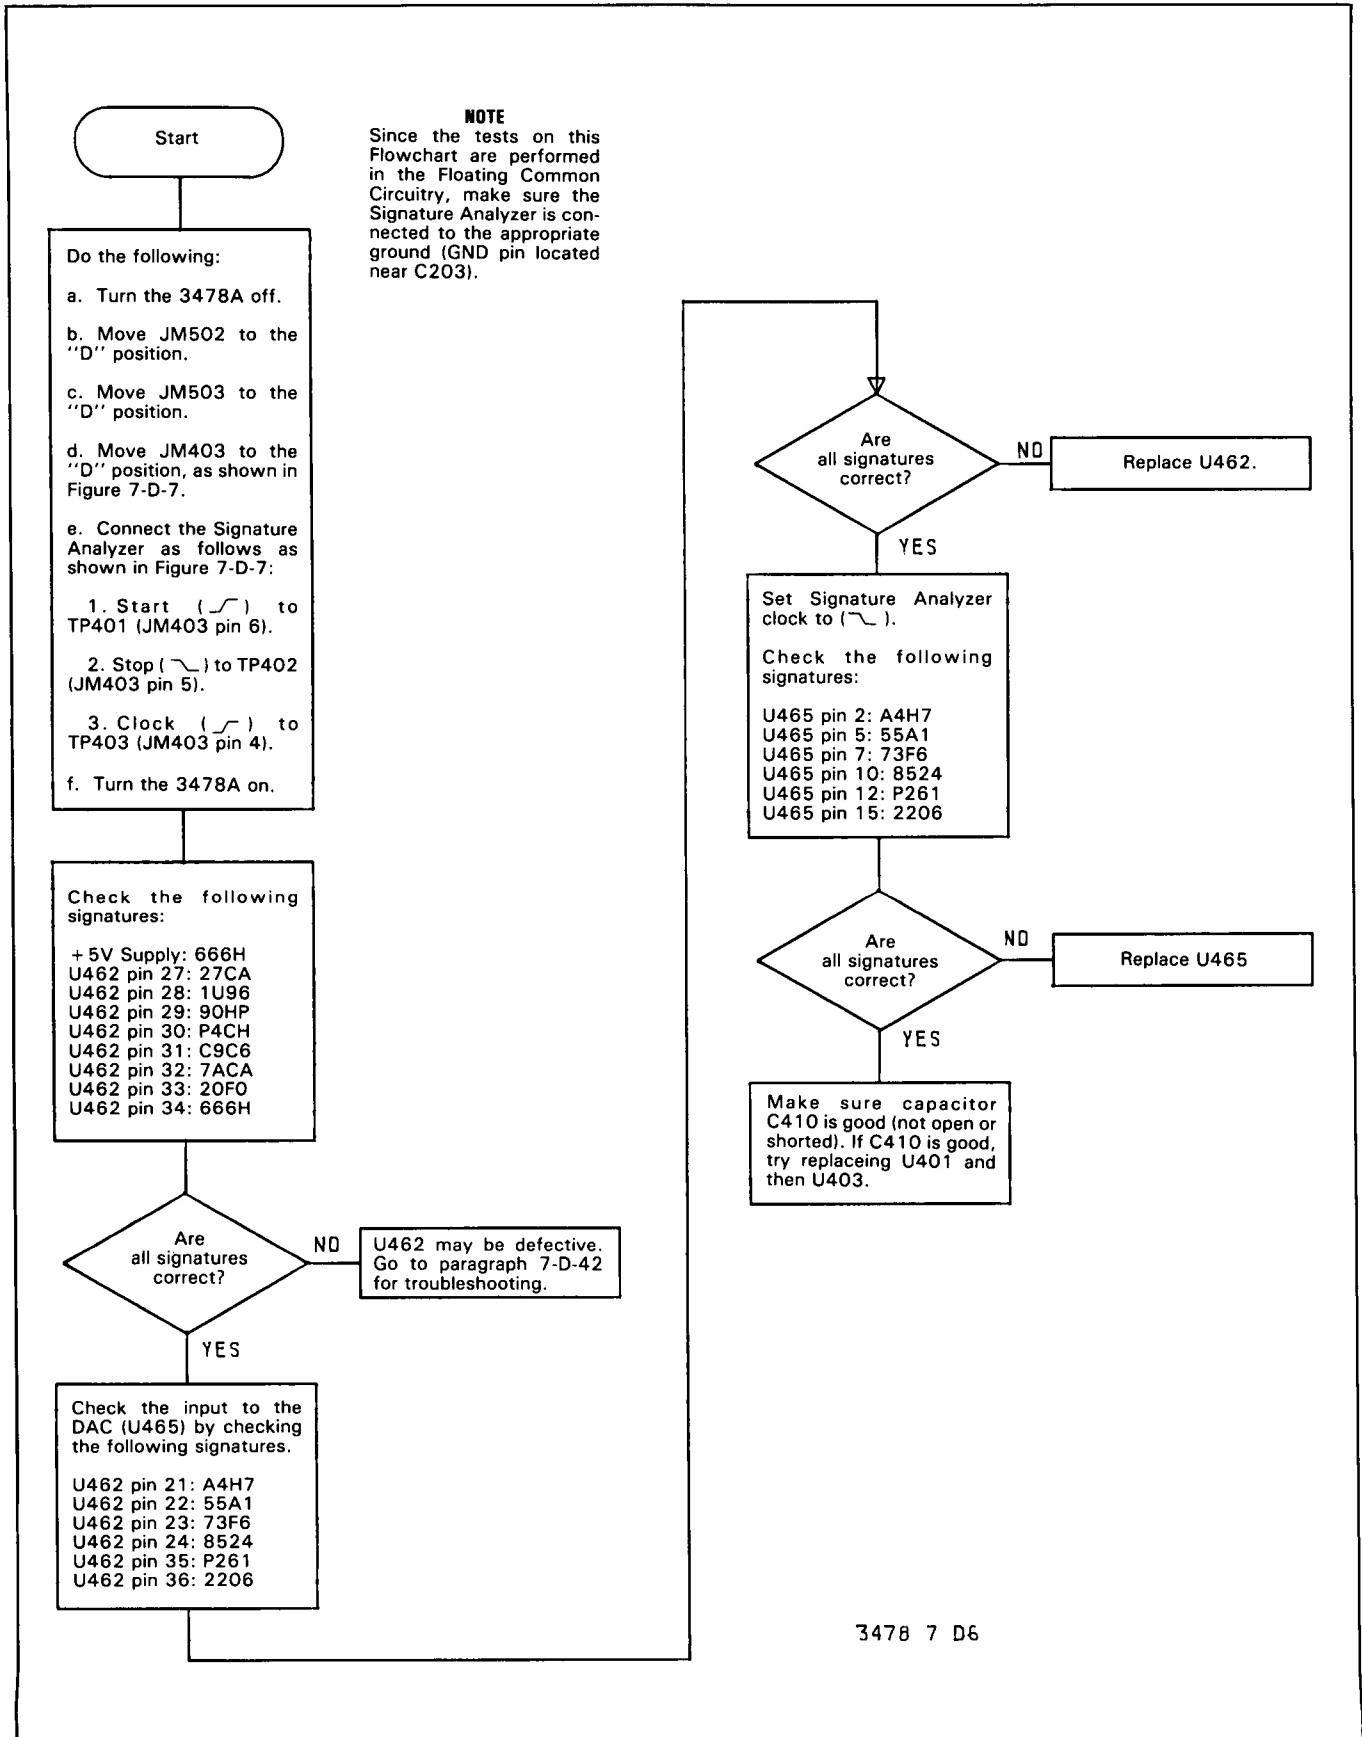 Start
NOTE
Since the tests on this
Flowchart are performed
in the Floating Common
Circuitry, make sure the
Signature Analyzer is con-
nected to the appropriate
ground (GND pin located
near C203).
Do the following:
a. Turn the 3478A off.
b. Move JM502 to the
''D'' position.
c. Move JM503 to the
''D'' position.
d. Move JM403 to the
''D'' position, as shown in
Figure 7-D-7.
e. Connect the Signature
Analyzer as follows as
shown in Figure 7-D-7:
1. Start ( ) to
TP401 (JM403 pin 6).
2. Stop ( ) to TP402
(JM403 pin 5).
3. Clock ( ) to
TP403 (JM403 pin 4).
f. Turn the 3478A on.
Check the following
signatures:
+5V Supply: 666H
U462 pin 27: 27CA
U462 pin 28: 1U96
U462 pin 29: 90HP
U462 pin 30: P4CH
U462 pin 31: C9C6
U462 pin 32: 7ACA
U462 pin 33: 20F0
U462 pin 34: 666H
Are
all signatures
correct?
NO
U462 may be defective.
Go to paragraph 7-D-42
for troubleshooting.
YES
Check the input to the
DAC (U465) by checking
the following signatures.
U462 pin 21: A4H7
U462 pin 22: 55A1
U462 pin 23: 73F6
U462 pin 24: 8524
U462 pin 35: P261
U462 pin 36: 2206
Are
all signatures
correct?
NO
Replace U462.
YES
Set Signature Analyzer
clock to ( ).
Check the following
signatures:
U465 pin 2: A4H7
U465 pin 5: 55A1
U465 pin 7: 73F6
U465 pin 10: 8524
U465 pin 12: P261
U465 pin 15: 2206
Are
all signatures
correct?
NO
Replace U465
YES
Make sure capacitor
C410 is good (not open or
shorted). If C410 is good,
try replaceing U401 and
then U403.
3478 7 D6